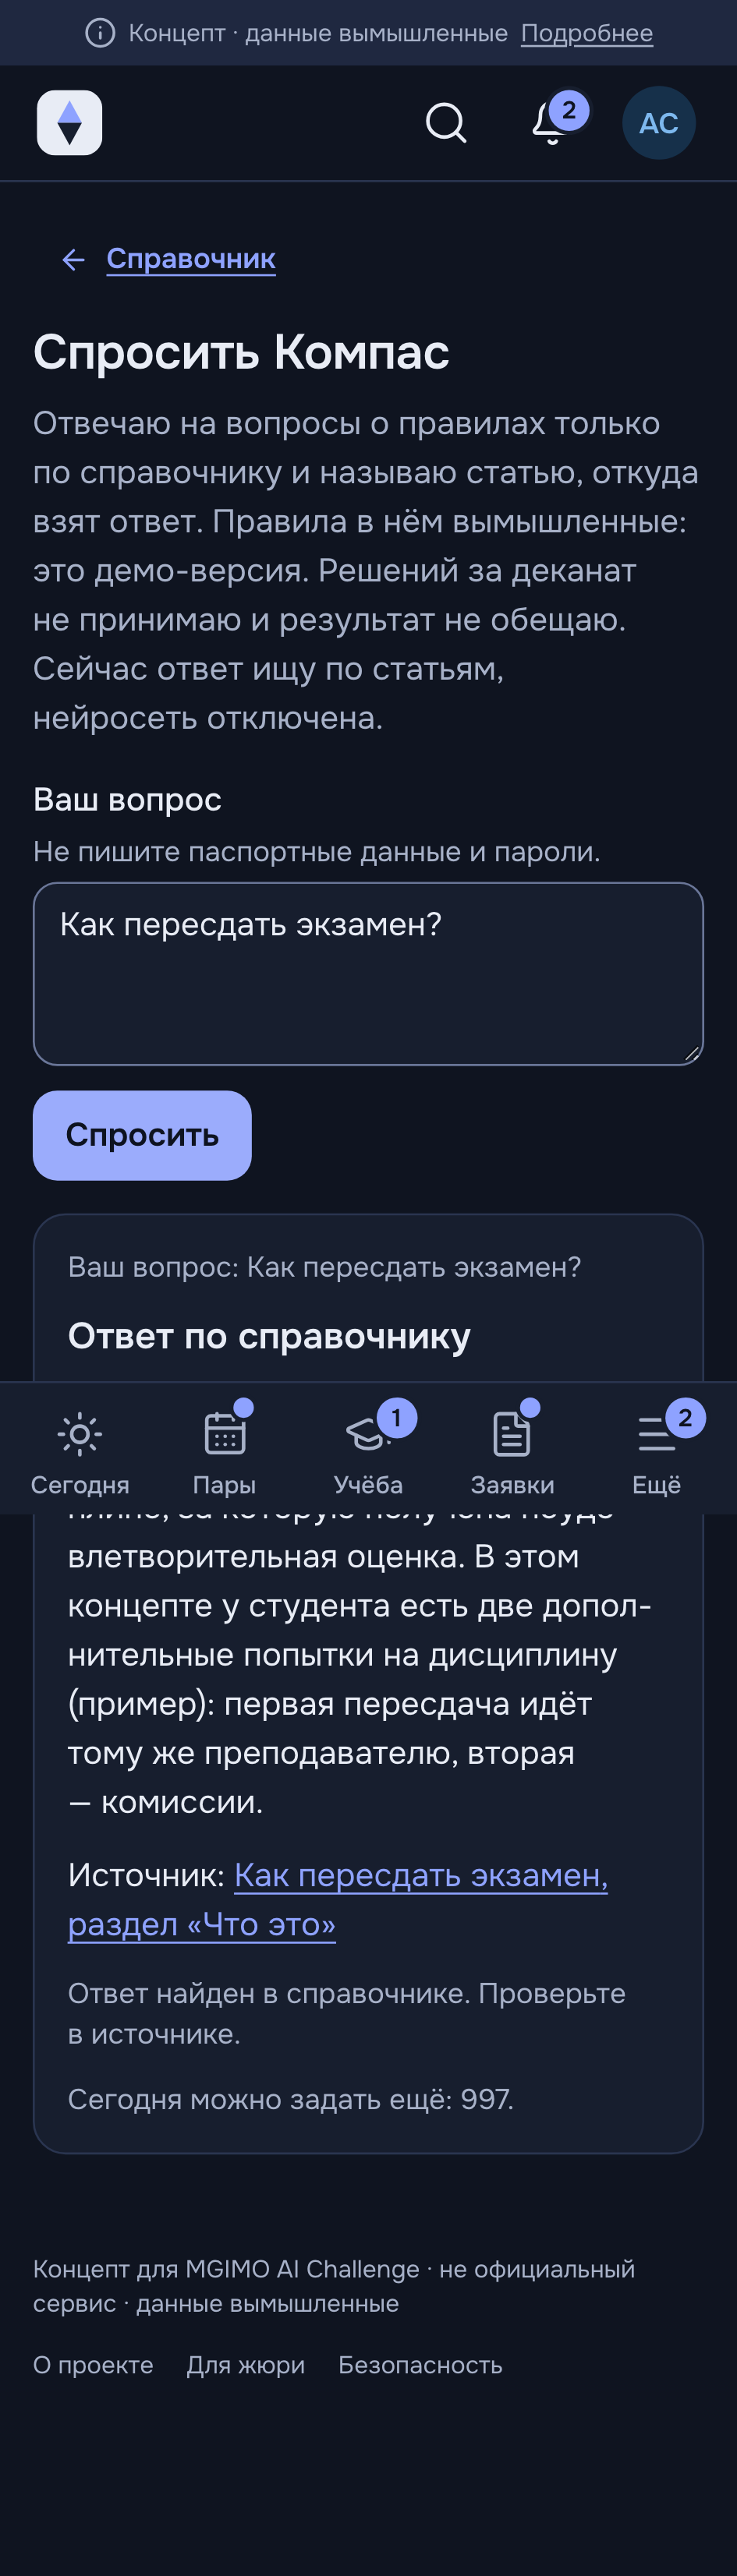 Концепт · данные вымышленные Подробнее
2
АС
Справочник
Спросить Компас
Отвечаю на вопросы о правилах только
по справочнику и называю статью, откуда
взят ответ. Правила в нём вымышленные:
это демо-версия. Решений за деканат
не принимаю и результат не обещаю.
Сейчас ответ ищу по статьям,
нейросеть отключена.
Ваш вопрос
Не пишите паспортные данные и пароли.
Как пересдать экзамен?
Спросить
Ваш вопрос: Как пересдать экзамен?
Ответ по справочнику
1
2
Сегодня Пары Учёба Заявки Ещё
влетворительная оценка. В этом
концепте у студента есть две допол-
нительные попытки на дисциплину
(пример): первая пересдача идёт
тому же преподавателю, вторая
— комиссии.
Источник: Как пересдать экзамен,
раздел «Что это»
Ответ найден в справочнике. Проверьте
в источнике.
Сегодня можно задать ещё: 997.
Концепт для MGIMO AI Challenge · не официальный
сервис · данные вымышленные
О проекте Для жюри Безопасность